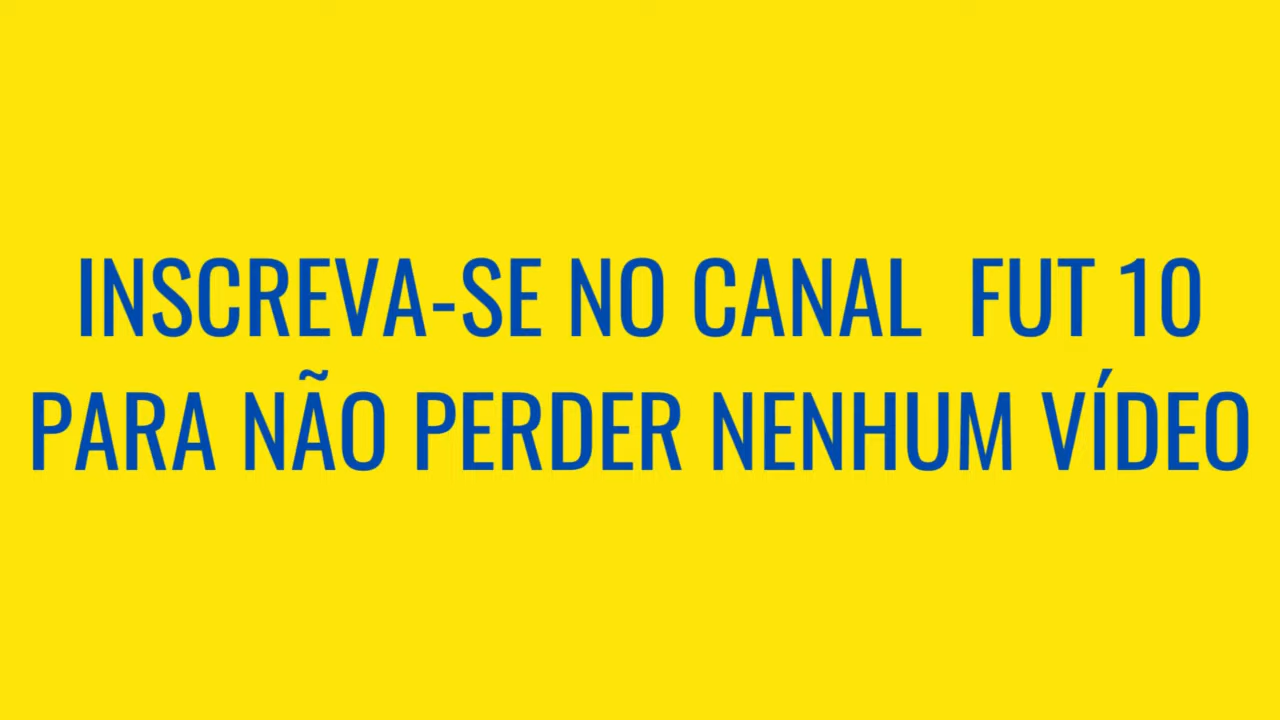 INSCREVA-SE NO CANAL  FUT 10
PARA NÃO PERDER NENHUM VÍDEO